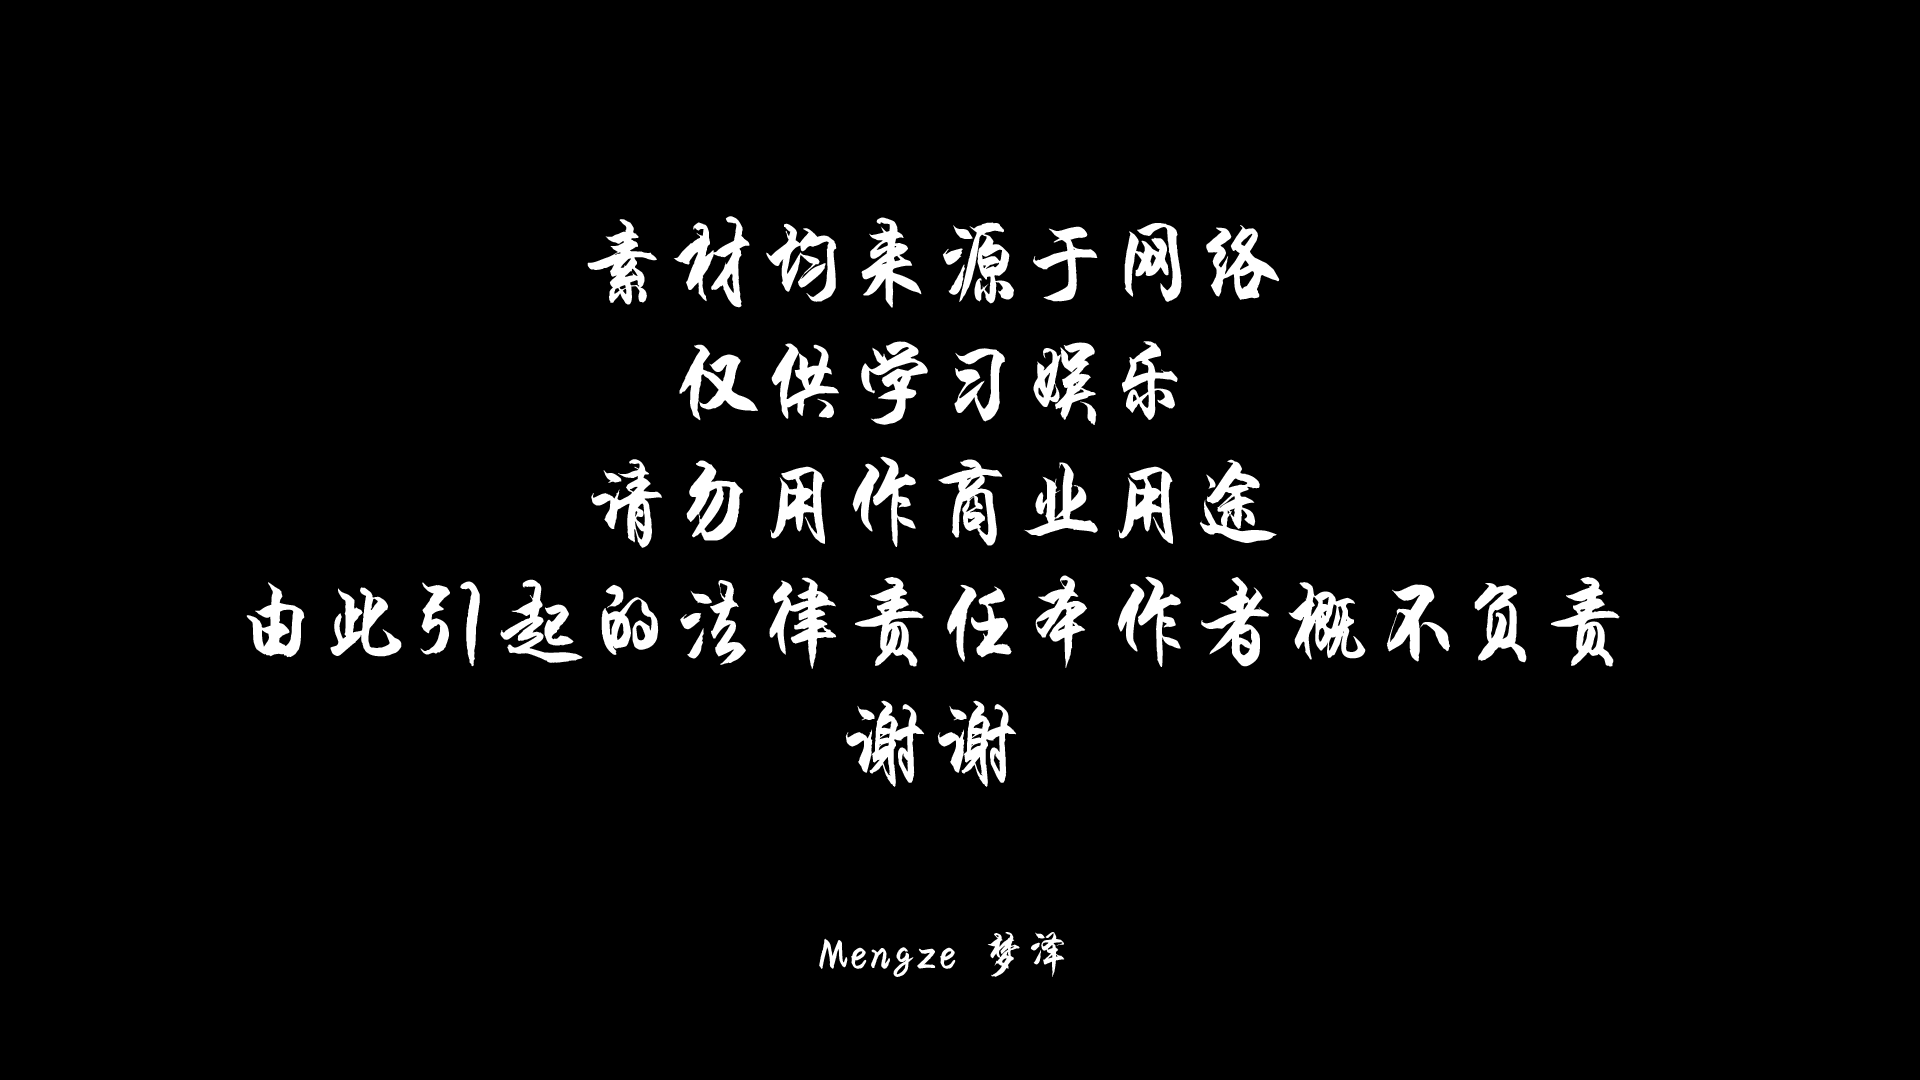 素材均来源于网络
仅供学习娱乐
请勿用作商业用途
由此引起的法律责任本作者概不负责
谢谢
Mengze 梦泽